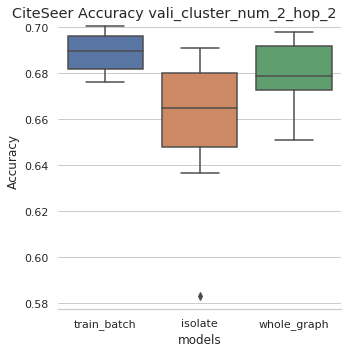 CiteSeer Accuracy vali_cluster_num_2_hop_2
0.70
0.68
0.66
0.64
0.62
0.60
0.58
Accuracy
train_batch isolate whole_graph
models